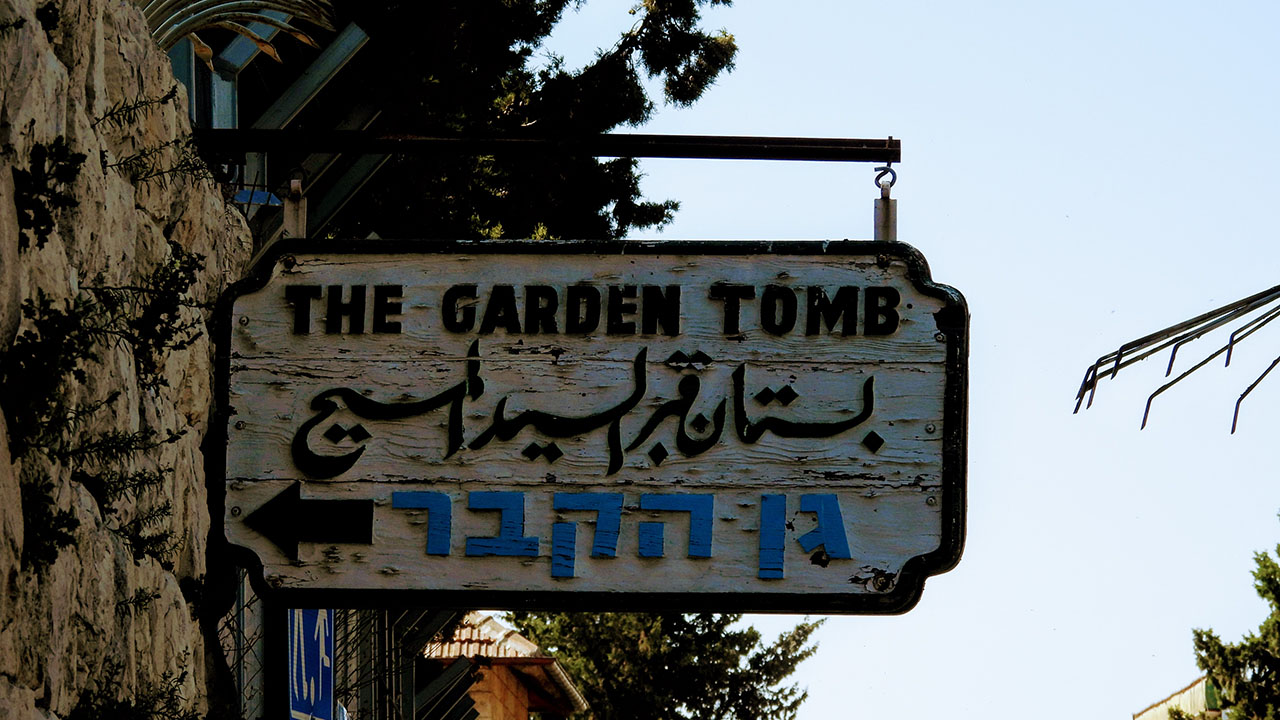 THE GARDEN TOMB
بستان قبر السيد المسيح
גן הקבר